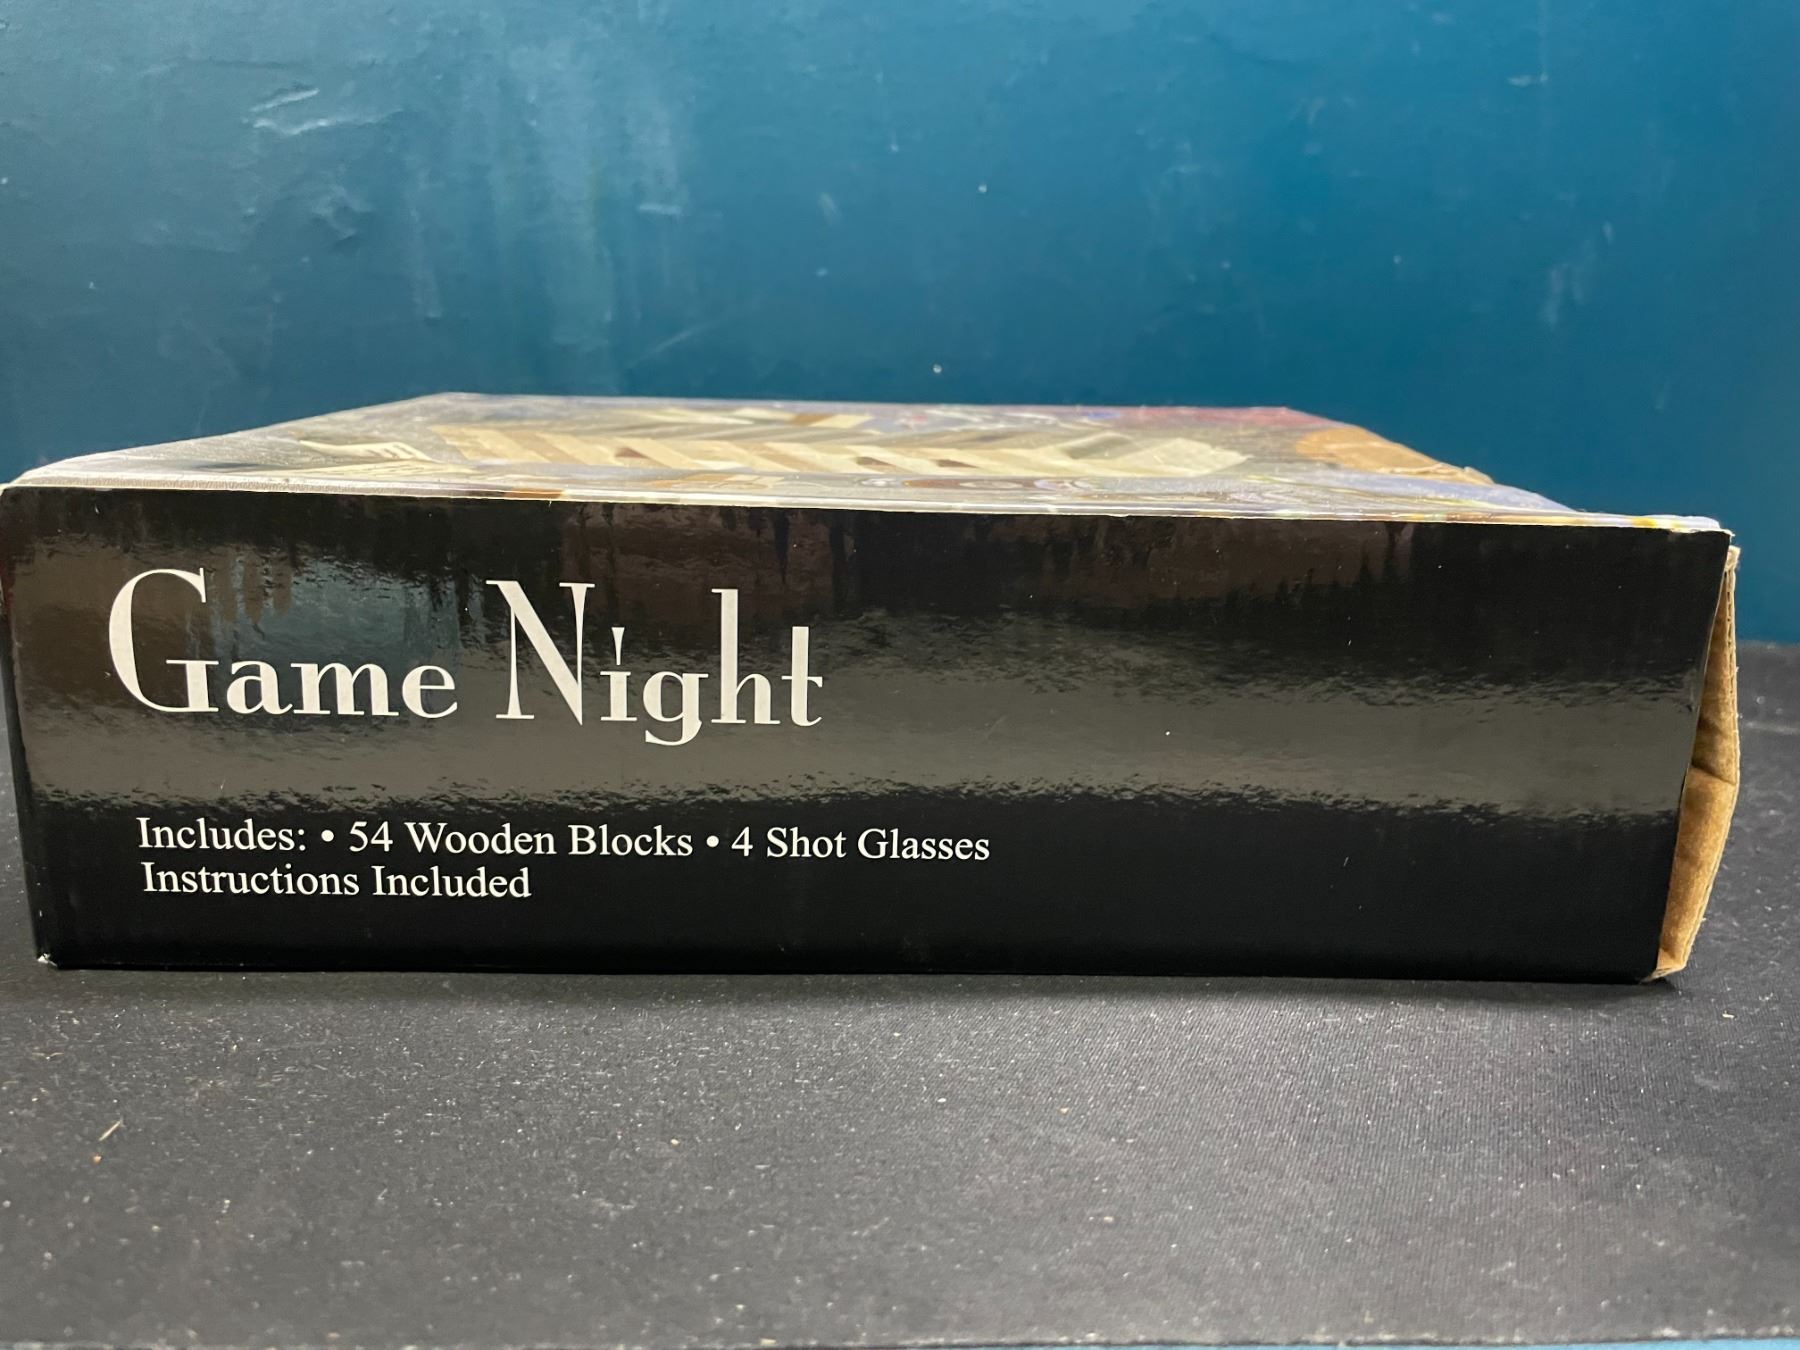 Game Night
Includes: • 54 Wooden Blocks • 4 Shot Glasses
Instructions Included